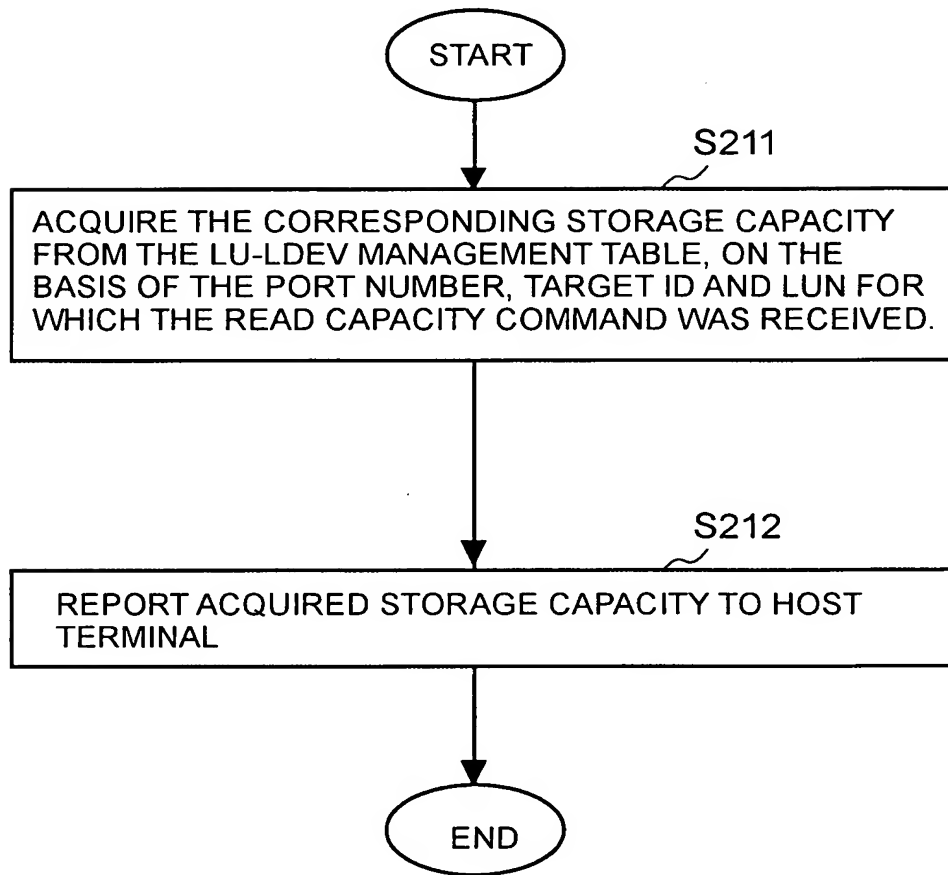 START
S211
ACQUIRE THE CORRESPONDING STORAGE CAPACITY
FROM THE LU-LDEV MANAGEMENT TABLE, ON THE
BASIS OF THE PORT NUMBER, TARGET ID AND LUN FOR
WHICH THE READ CAPACITY COMMAND WAS RECEIVED.
S212
REPORT ACQUIRED STORAGE CAPACITY TO HOST
TERMINAL
END